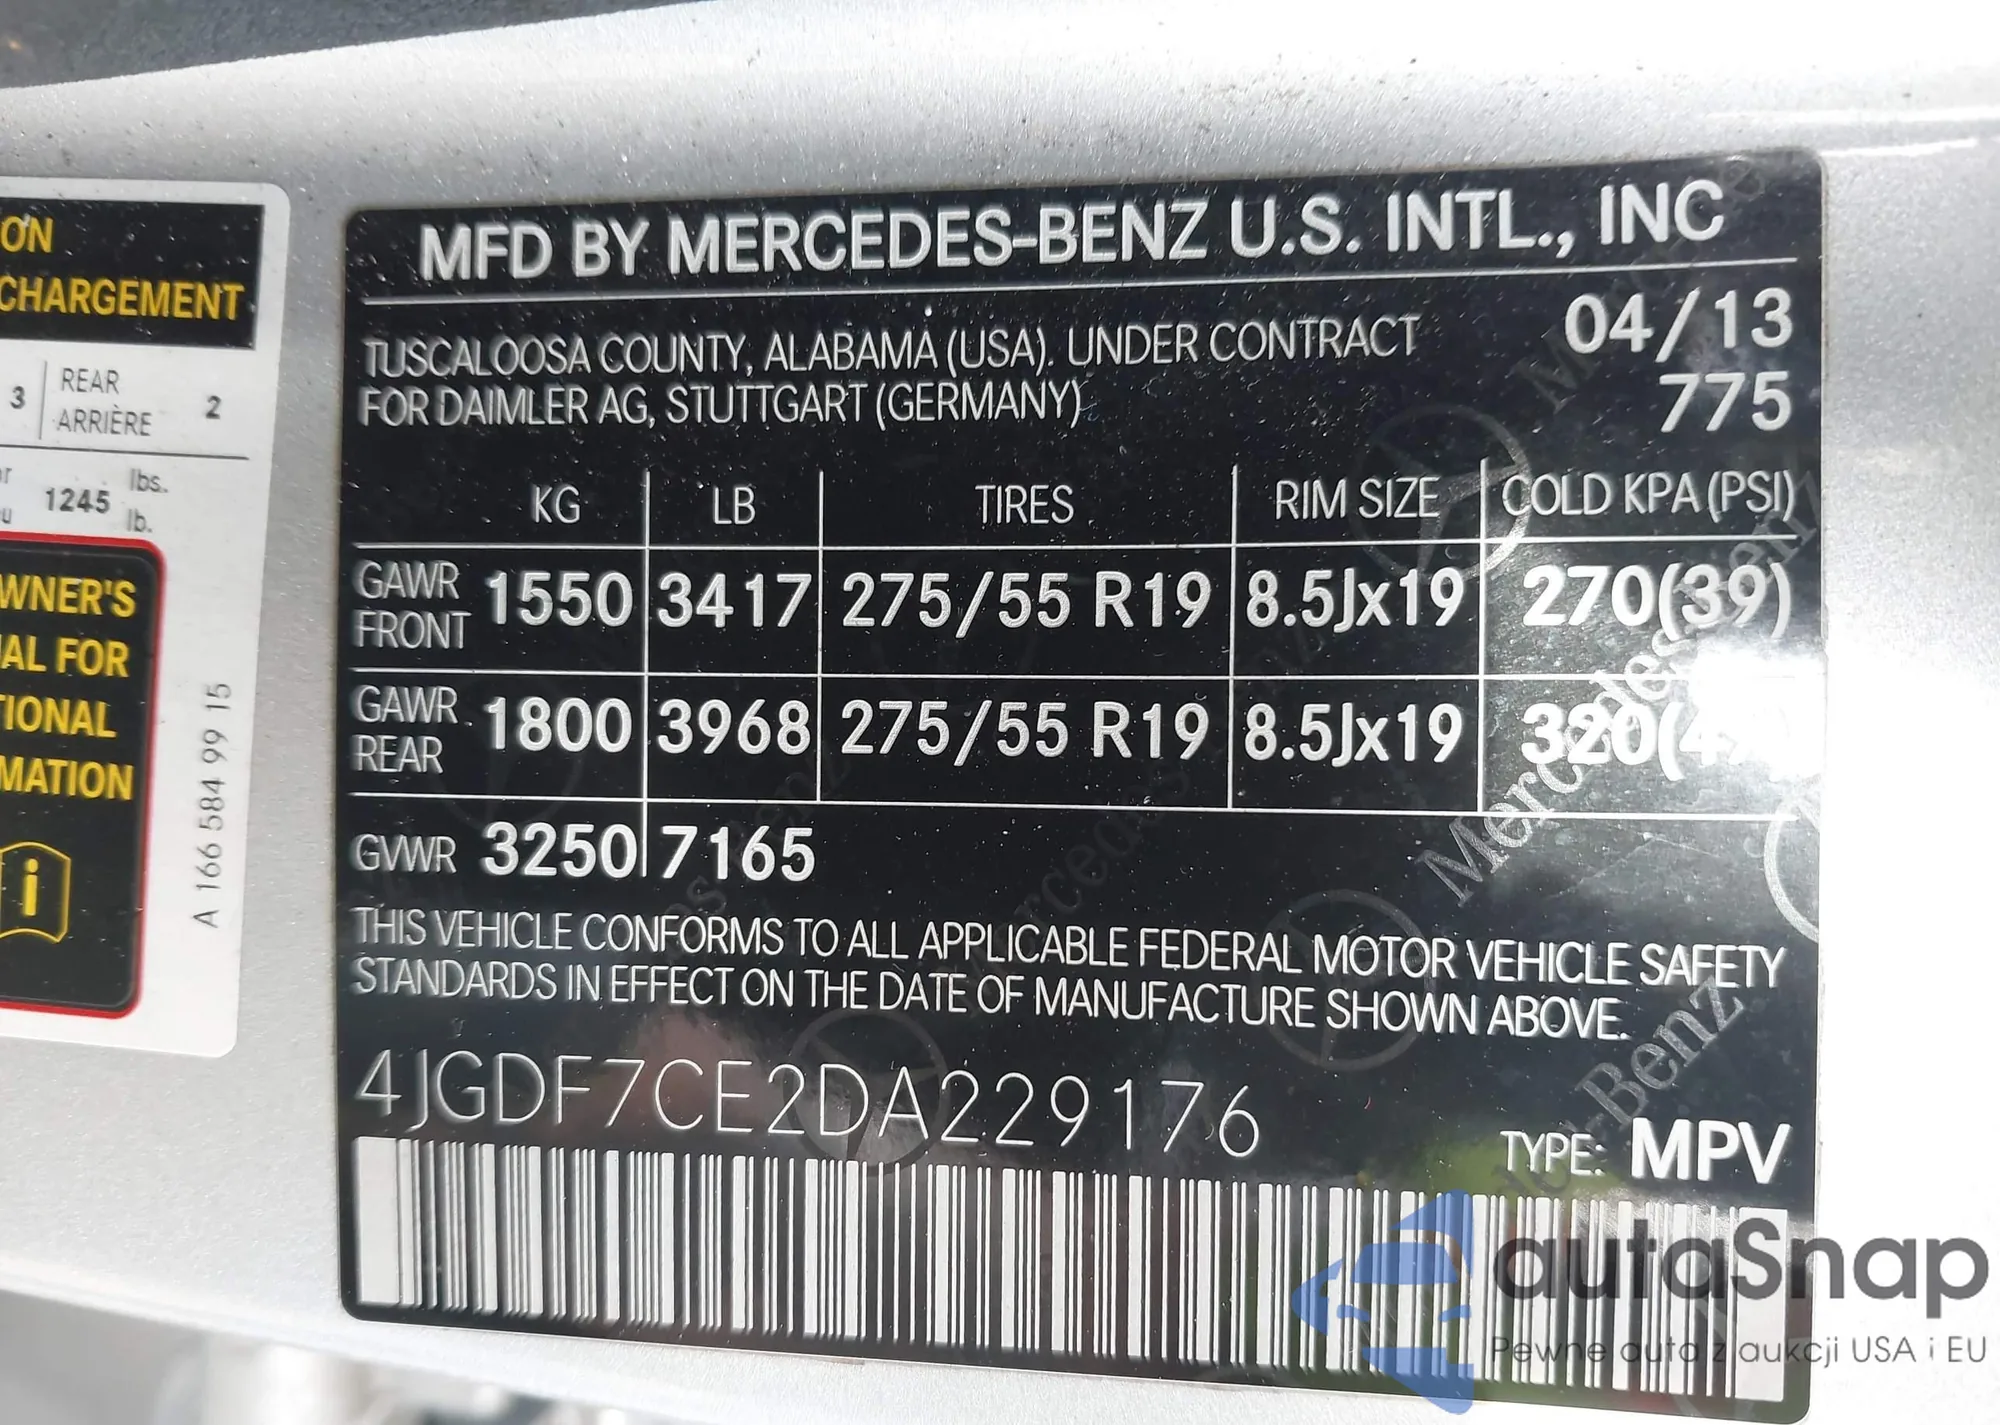 ON
CHARGEMENT
3 REAR ARRIÈRE 2
1245 lbs. lb.
WNER'S
AL FOR
TIONAL
MATION
i
A 166 584 99 15
MFD BY MERCEDES-BENZ U.S. INTL., INC
TUSCALOOSA COUNTY, ALABAMA (USA). UNDER CONTRACT
FOR DAIMLER AG, STUTTGART (GERMANY)
04/13
775
KG LB TIRES RIM SIZE COLD KPA (PSI)
GAWR FRONT 1550 3417 275/55 R19 8.5Jx19 270(39)
GAWR REAR 1800 3968 275/55 R19 8.5Jx19
GVWR 3250 7165
THIS VEHICLE CONFORMS TO ALL APPLICABLE FEDERAL MOTOR VEHICLE SAFETY
STANDARDS IN EFFECT ON THE DATE OF MANUFACTURE SHOWN ABOVE.
4JGDF7CE2DA229176
TYPE: MPV
Mercedes-Benz
autaSnap
Pewne auta z aukcji USA i EU